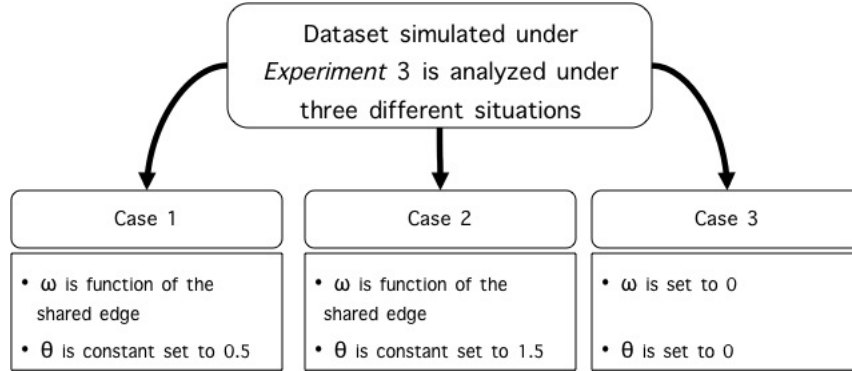 Dataset simulated under
Experiment 3 is analyzed under
three different situations
Case 1
Case 2
Case 3
• ω is function of the
shared edge
• θ is constant set to 0.5
• ω is function of the
shared edge
• θ is constant set to 1.5
• ω is set to 0
• θ is set to 0